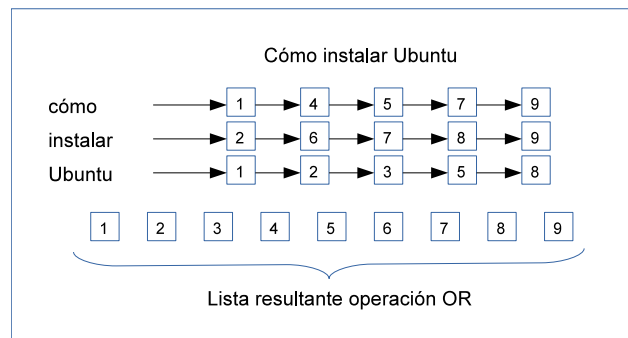 Cómo instalar Ubuntu
cómo 1 4 5 7 9
instalar 2 6 7 8 9
Ubuntu 1 2 3 5 8
1 2 3 4 5 6 7 8 9
Lista resultante operación OR